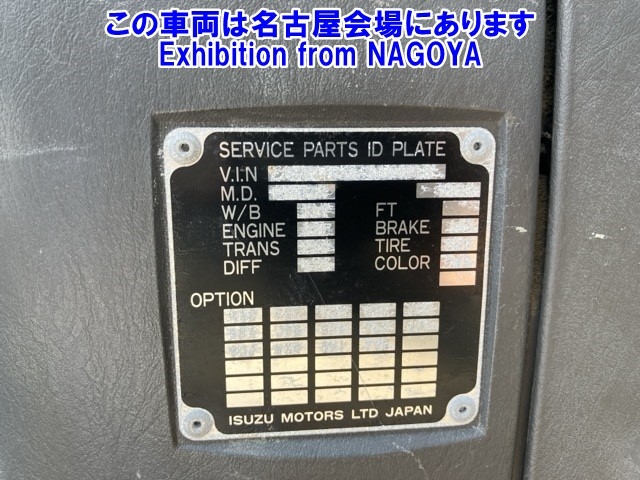 この車両は名古屋会場にあります
Exhibition from NAGOYA
SERVICE PARTS ID PLATE
V.I.N
M.D.
W/B FT
ENGINE BRAKE
TRANS TIRE
DIFF COLOR
OPTION
ISUZU MOTORS LTD JAPAN